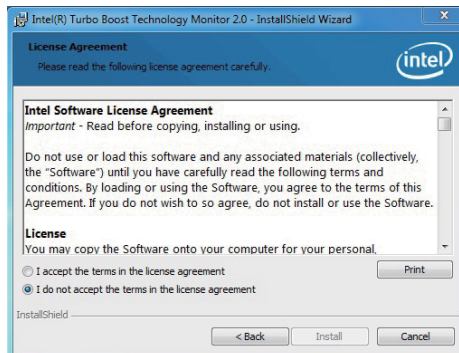 Intel(R) Turbo Boost Technology Monitor 2.0 - InstallShield Wizard
License Agreement
Please read the following license agreement carefully.
intel
Intel Software License Agreement
Important - Read before copying, installing or using.
Do not use or load this software and any associated materials (collectively,
the "Software") until you have carefully read the following terms and
conditions. By loading or using the Software, you agree to the terms of this
Agreement. If you do not wish to so agree, do not install or use the Software.
License
You may copy the Software onto your computer for your personal,
I accept the terms in the license agreement
Print
I do not accept the terms in the license agreement
InstallShield
< Back
Install
Cancel